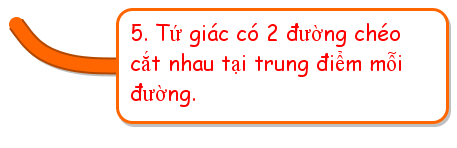 5. Tứ giác có 2 đường chéo
cắt nhau tại trung điểm mỗi
đường.